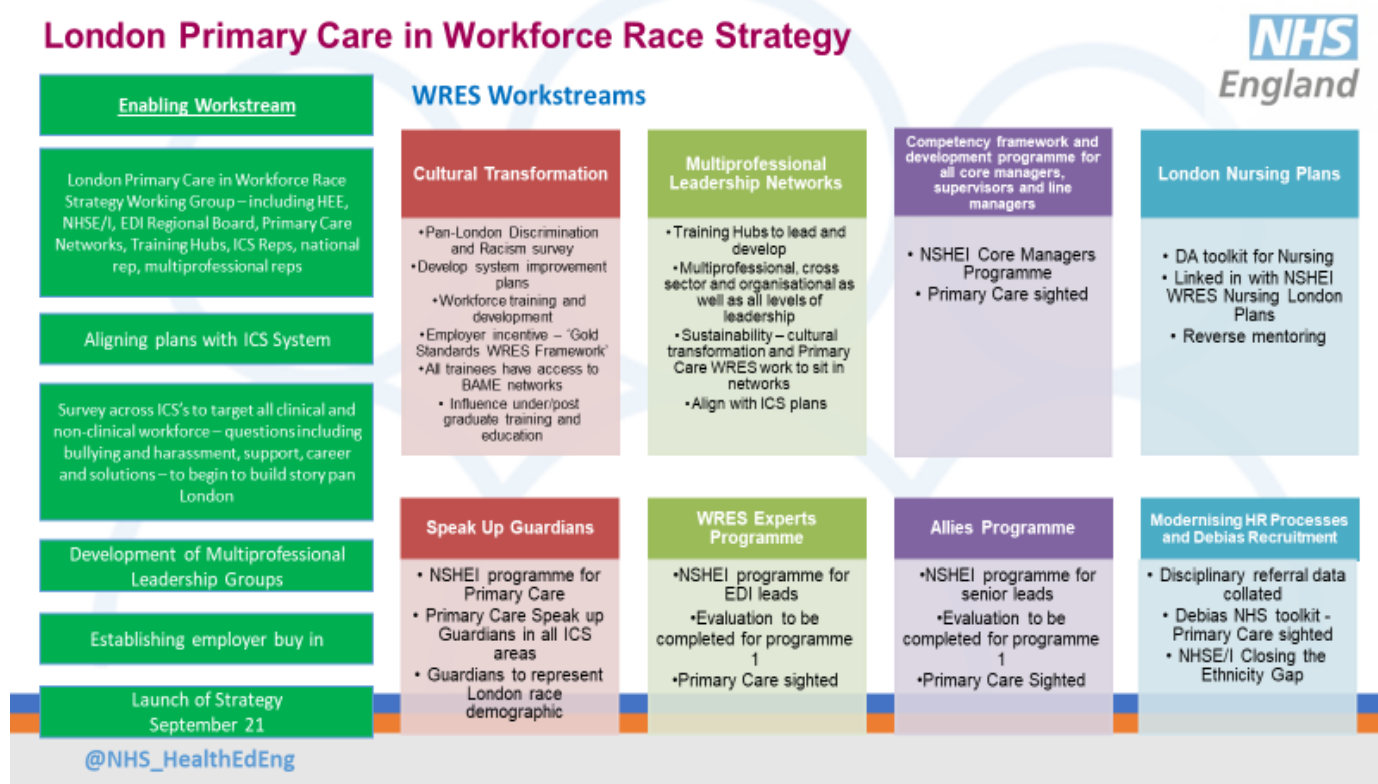 London Primary Care in Workforce Race Strategy
NHS
England
Enabling Workstream
London Primary Care in Workforce Race
Strategy Working Group – including HEE,
NHSE/I, EDI Regional Board, Primary Care
Networks, Training Hubs, ICS Reps, national
rep, multiprofessional reps
Aligning plans with ICS System
Survey across ICS's to target all clinical and
non-clinical workforce – questions including
bullying and harassment, support, career
and solutions – to begin to build story pan
London
Development of Multiprofessional
Leadership Groups
Establishing employer buy in
Launch of Strategy
September 21
WRES Workstreams
Cultural Transformation
•Pan-London Discrimination
and Racism survey
•Develop system improvement
plans
•Workforce training and
development
•Employer incentive – 'Gold
Standards WRES Framework'
•All trainees have access to
BAME networks
• Influence under/post
graduate training and
education
Multiprofessional
Leadership Networks
•Training Hubs to lead and
develop
•Multiprofessional, cross
sector and organisational as
well as all levels of
leadership
•Sustainability – cultural
transformation and Primary
Care WRES work to sit in
networks
•Align with ICS plans
Competency framework and
development programme for
all core managers,
supervisors and line
managers
• NSHEI Core Managers
Programme
• Primary Care sighted
London Nursing Plans
• DA toolkit for Nursing
• Linked in with NSHEI
WRES Nursing London
Plans
• Reverse mentoring
Speak Up Guardians
• NSHEI programme for
Primary Care
• Primary Care Speak up
Guardians in all ICS
areas
• Guardians to represent
London race
demographic
WRES Experts
Programme
•NSHEI programme for
EDI leads
•Evaluation to be
completed for programme
1
•Primary Care sighted
Allies Programme
•NSHEI programme for
senior leads
•Evaluation to be
completed for programme
1
•Primary Care Sighted
Modernising HR Processes
and Debias Recruitment
• Disciplinary referral data
collated
• Debias NHS toolkit -
Primary Care sighted
• NHSE/I Closing the
Ethnicity Gap
@NHS_HealthEdEng